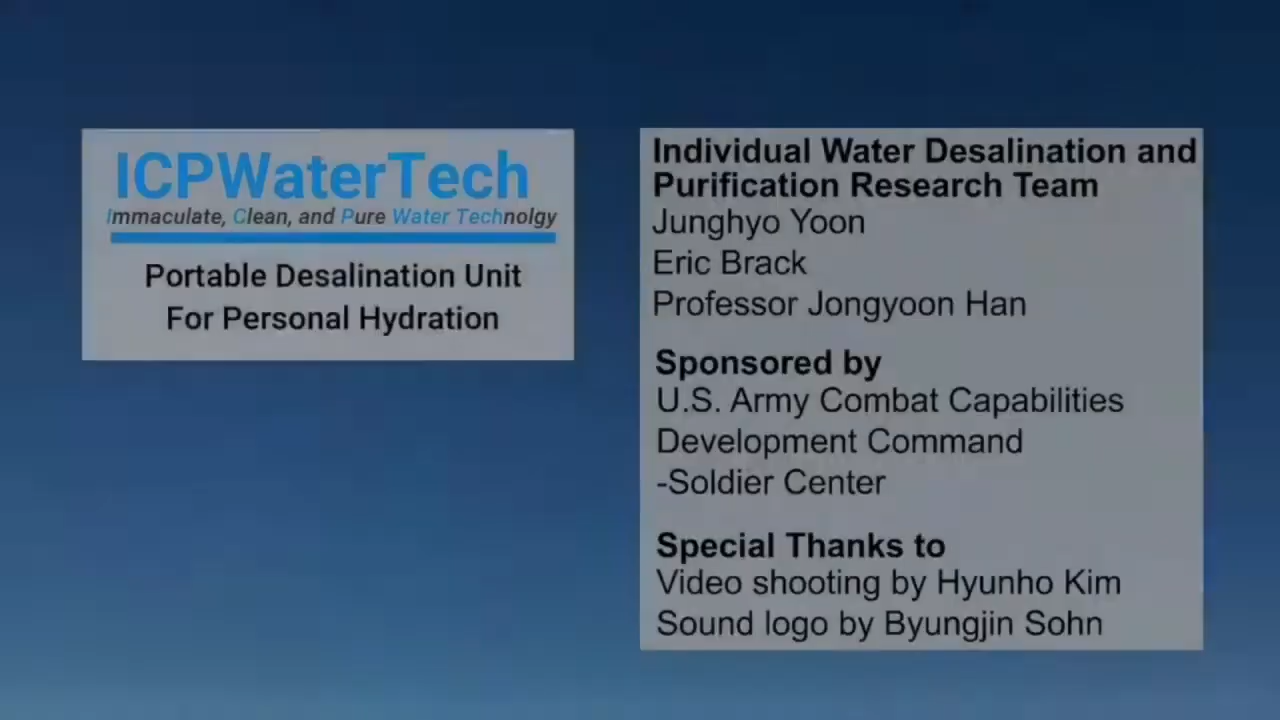 ICPWaterTech
Immaculate, Clean, and Pure Water Technolgy
Portable Desalination Unit
For Personal Hydration
Individual Water Desalination and
Purification Research Team
Junghyo Yoon
Eric Brack
Professor Jongyoon Han
Sponsored by
U.S. Army Combat Capabilities
Development Command
-Soldier Center
Special Thanks to
Video shooting by Hyunho Kim
Sound logo by Byungjin Sohn